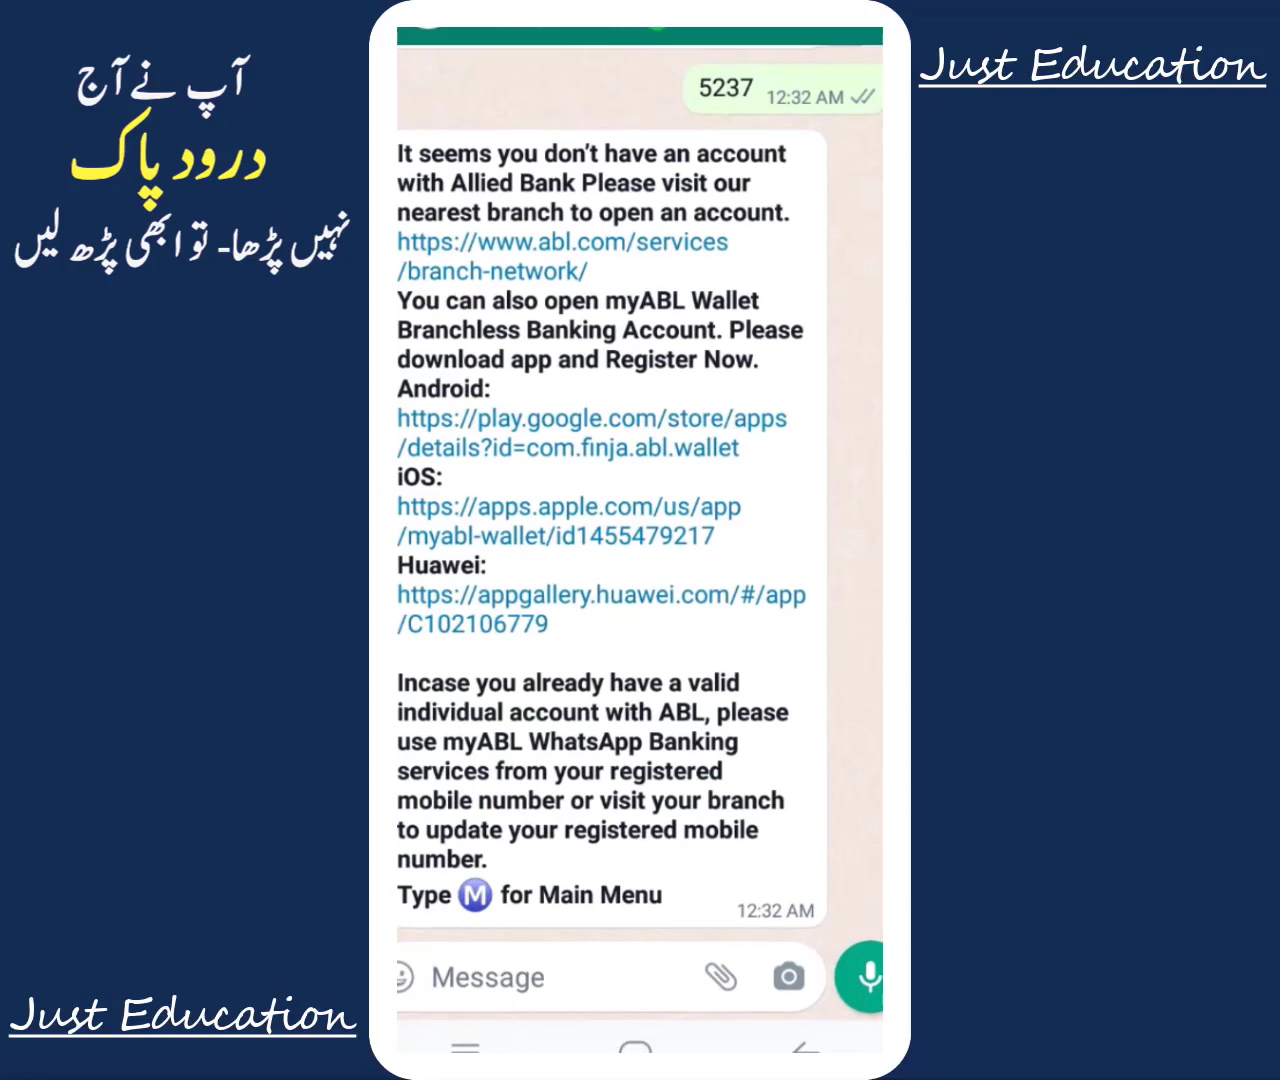 آپ نے آج
درود پاک
نہیں پڑھا- تو ابھی پڑھ لیں
Just Education
5237 12:32 AM
It seems you don’t have an account
with Allied Bank Please visit our
nearest branch to open an account.
https://www.abl.com/services
/branch-network/
You can also open myABL Wallet
Branchless Banking Account. Please
download app and Register Now.
Android:
https://play.google.com/store/apps
/details?id=com.finja.abl.wallet
iOS:
https://apps.apple.com/us/app
/myabl-wallet/id1455479217
Huawei:
https://appgallery.huawei.com/#/app
/C102106779
Incase you already have a valid
individual account with ABL, please
use myABL WhatsApp Banking
services from your registered
mobile number or visit your branch
to update your registered mobile
number.
Type Ⓜ️ for Main Menu
12:32 AM
Message
Just Education